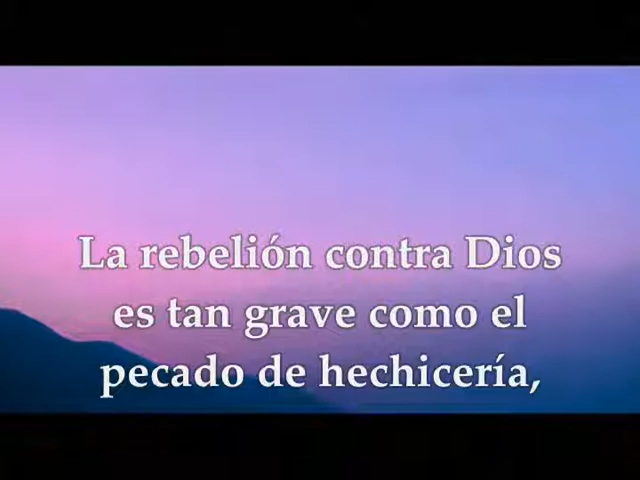 La rebelión contra Dios
es tan grave como el
pecado de hechicería,